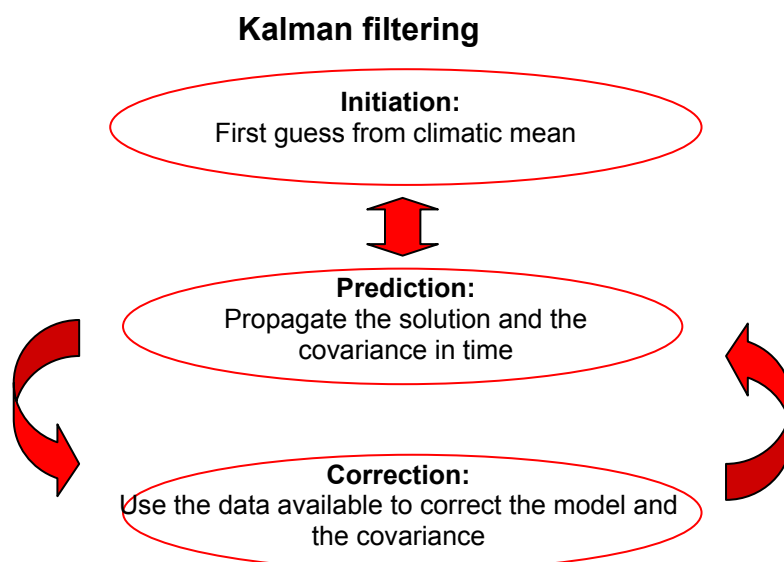 Kalman filtering
Initiation:
First guess from climatic mean
Prediction:
Propagate the solution and the
covariance in time
Correction:
Use the data available to correct the model and
the covariance